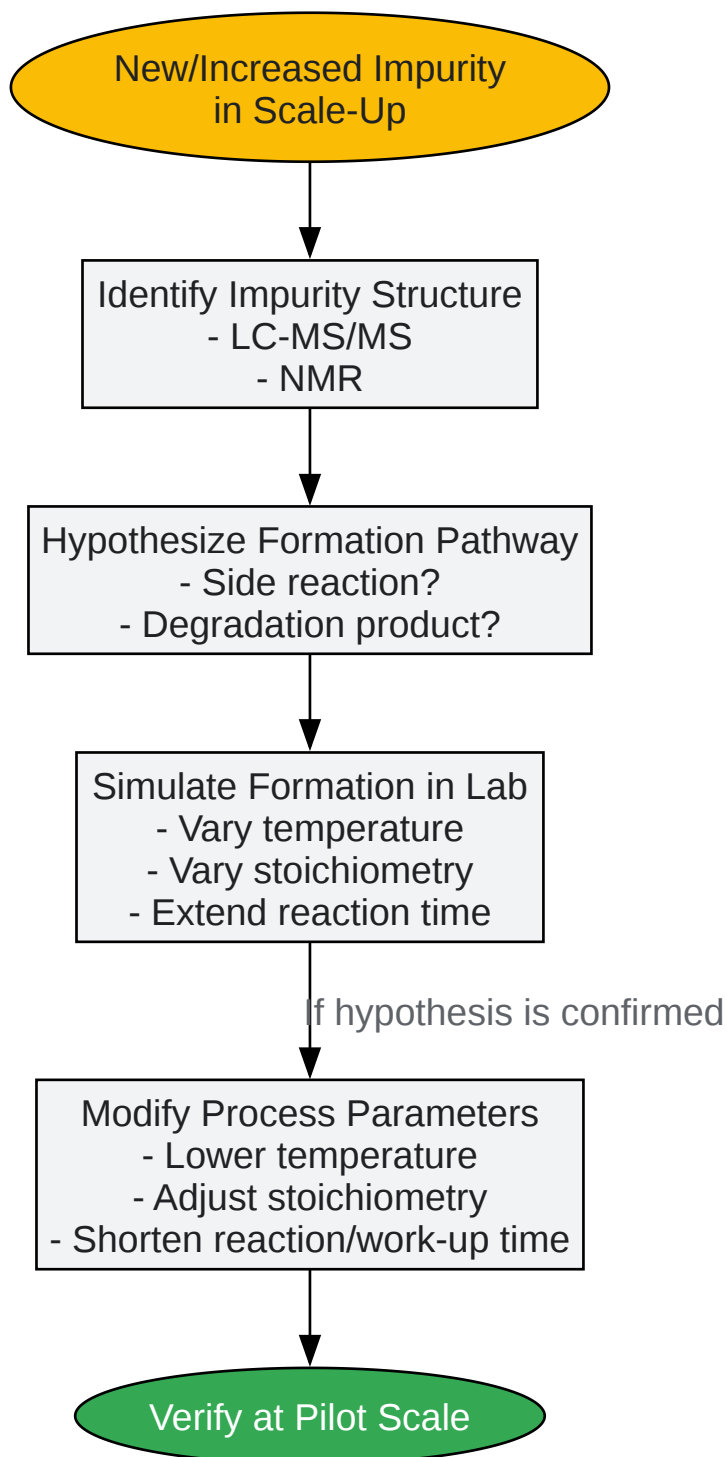 New/Increased Impurity
in Scale-Up
Identify Impurity Structure
- LC-MS/MS
- NMR
Hypothesize Formation Pathway
- Side reaction?
- Degradation product?
Simulate Formation in Lab
- Vary temperature
- Vary stoichiometry
- Extend reaction time
If hypothesis is confirmed
Modify Process Parameters
- Lower temperature
- Adjust stoichiometry
- Shorten reaction/work-up time
Verify at Pilot Scale